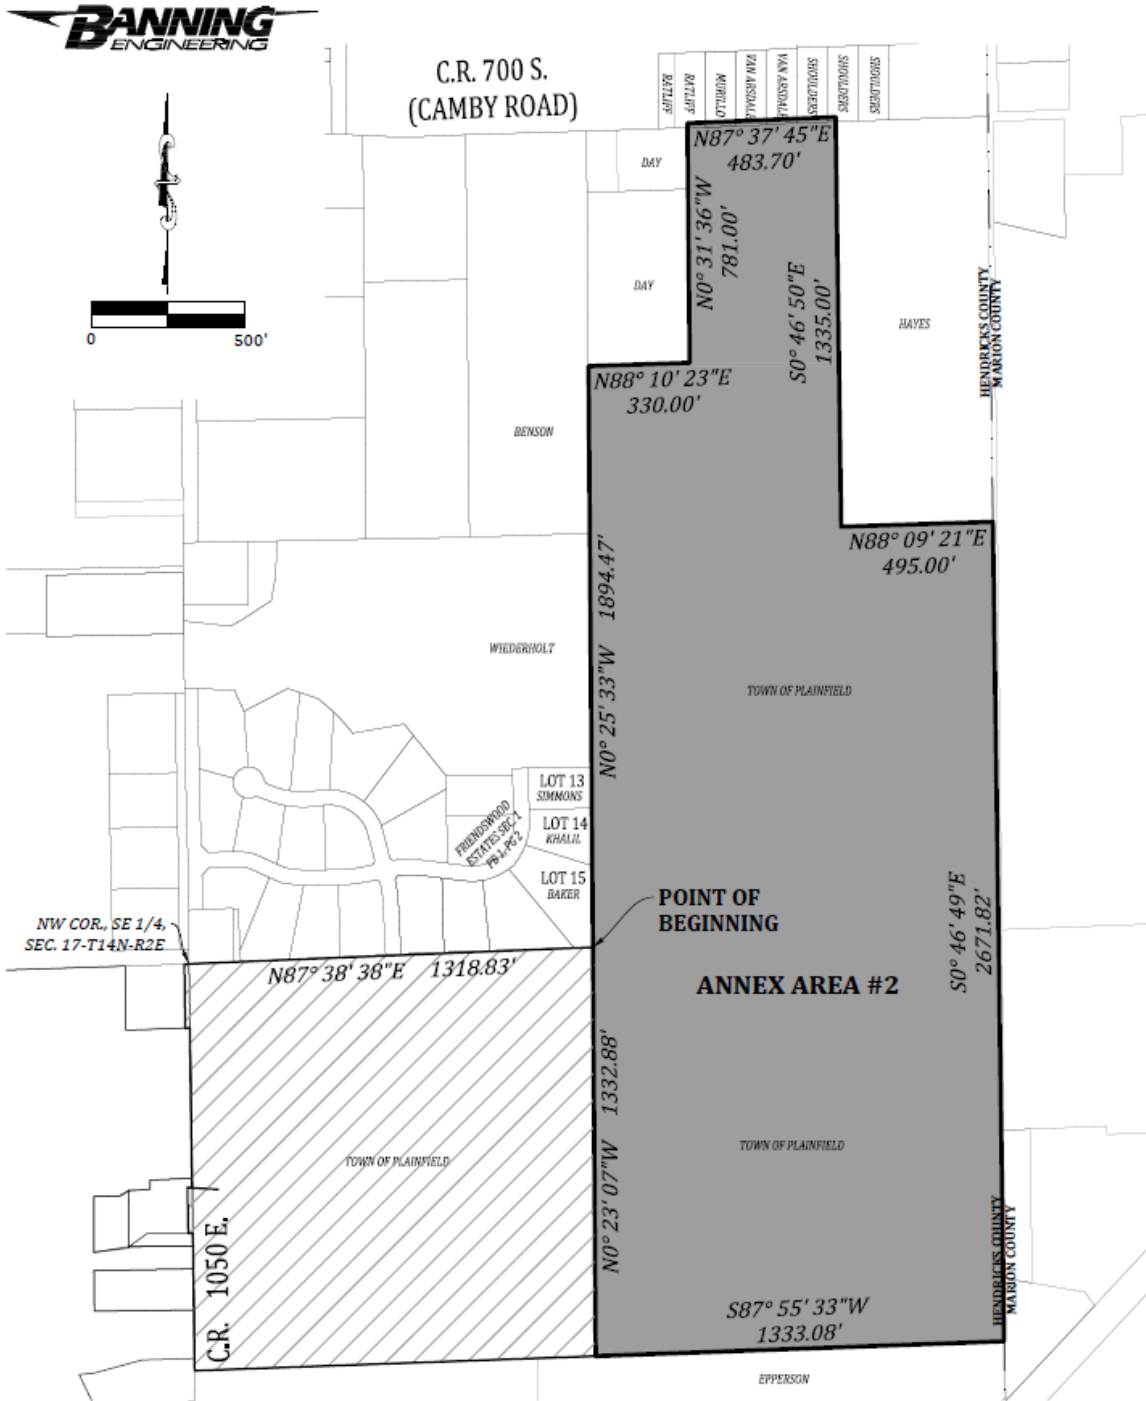 BANNING
ENGINEERING
C.R. 700 S.
(CAMBY ROAD)
RATLIFF
RATLIFF
MURILLO
VAN ARSDALE
VAN ARSDALE
SHOULDERS
SHOULDERS
SHOULDERS
N87° 37' 45"E
483.70'
DAY
N0° 31' 36"W
781.00'
S0° 46' 50"E
1335.00'
DAY
HAYES
HENDRICKS COUNTY
MARION COUNTY
0 500'
N88° 10' 23"E
330.00'
BENSON
N88° 09' 21"E
495.00'
N0° 25' 33"W 1894.47'
WIEDERHOLT
TOWN OF PLAINFIELD
LOT 13
SIMMONS
LOT 14
KHALIL
FRIENDSWOOD
ESTATES SEC. 1
PB 1, PG 2
LOT 15
BAKER
POINT OF
BEGINNING
NW COR., SE 1/4,
SEC. 17-T14N-R2E
N87° 38' 38"E 1318.83'
ANNEX AREA #2
S0° 46' 49"E
2671.82'
N0° 23' 07"W 1332.88'
TOWN OF PLAINFIELD
TOWN OF PLAINFIELD
C.R. 1050 E.
HENDRICKS COUNTY
MARION COUNTY
S87° 55' 33"W
1333.08'
EPPERSON